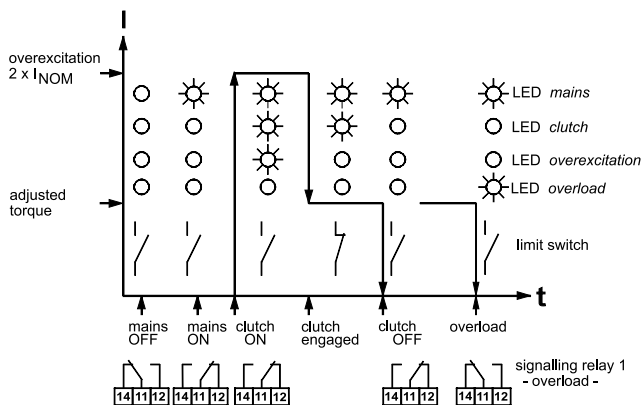 I
overexcitation
2 x I NOM
LED mains
LED clutch
LED overexcitation
LED overload
adjusted
torque
limit switch
t
mains
OFF
mains
ON
clutch
ON
clutch
engaged
clutch
OFF
overload
signalling relay 1
- overload -
14 11 12
14 11 12
14 11 12
14 11 12
14 11 12